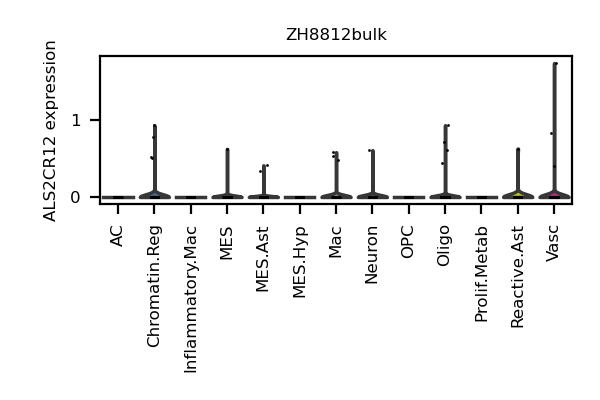 ZH8812bulk
ALS2CR12 expression
1
0
AC
Chromatin.Reg
Inflammatory.Mac
MES
MES.Ast
MES.Hyp
Mac
Neuron
OPC
Oligo
Prolif.Metab
Reactive.Ast
Vasc